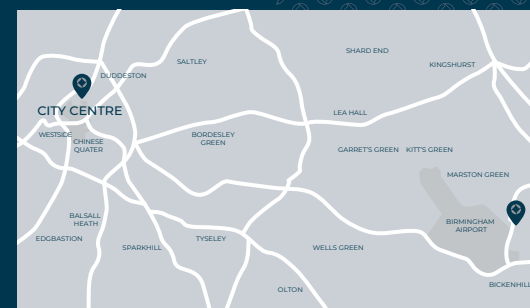 SHARD END
SALTLEY
KINGSHURST
DUDDESTON
CITY CENTRE
LEA HALL
WESTSIDE
BORDESLEY
GREEN
CHINESE
QUATER
GARRET'S GREEN
KITT'S GREEN
MARSTON GREEN
BALSALL
HEATH
BIRMINGHAM
AIRPORT
EDGBASTION
TYSELEY
SPARKHILL
WELLS GREEN
BICKENHILL
OLTON